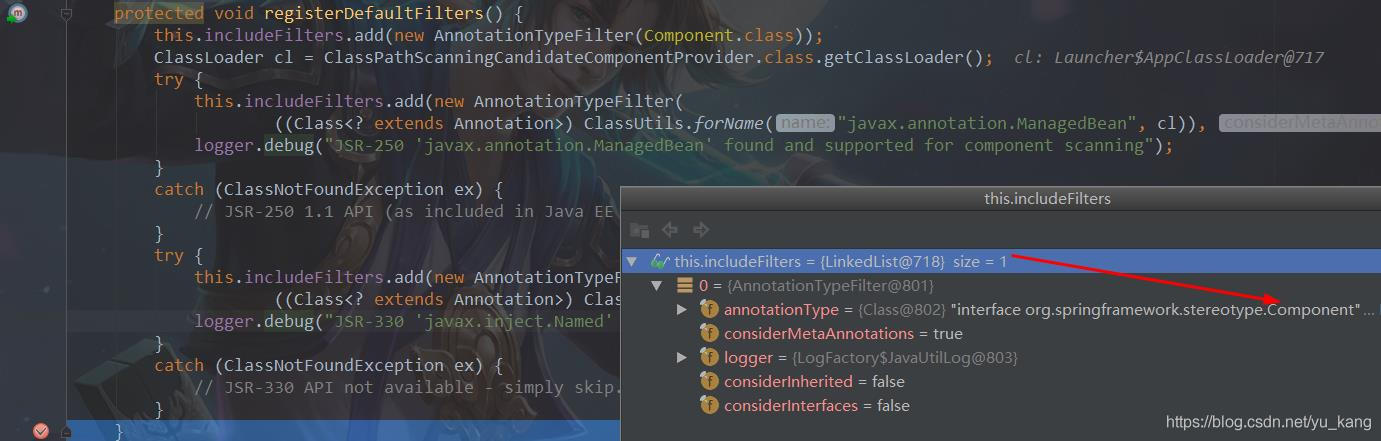 protected void registerDefaultFilters() {
this.includeFilters.add(new AnnotationTypeFilter(Component.class));
ClassLoader cl = ClassPathScanningCandidateComponentProvider.class.getClassLoader(); cl: Launcher$AppClassLoader@717
try {
this.includeFilters.add(new AnnotationTypeFilter(
((Class<? extends Annotation>) ClassUtils.forName( name: "javax.annotation.ManagedBean", cl)), considerMetaAnno
logger.debug("JSR-250 'javax.annotation.ManagedBean' found and supported for component scanning");
}
catch (ClassNotFoundException ex) {
// JSR-250 1.1 API (as included in Java EE
}
try {
this.includeFilters.add(new AnnotationTypeF
((Class<? extends Annotation>) Clas
logger.debug("JSR-330 'javax.inject.Named'
}
catch (ClassNotFoundException ex) {
// JSR-330 API not available - simply skip.
}
}
this.includeFilters
this.includeFilters = {LinkedList@718} size = 1
0 = {AnnotationTypeFilter@801}
annotationType = {Class@802} "interface org.springframework.stereotype.Component"...
considerMetaAnnotations = true
logger = {LogFactory$JavaUtilLog@803}
considerInherited = false
considerInterfaces = false
https://blog.csdn.net/yu_kang